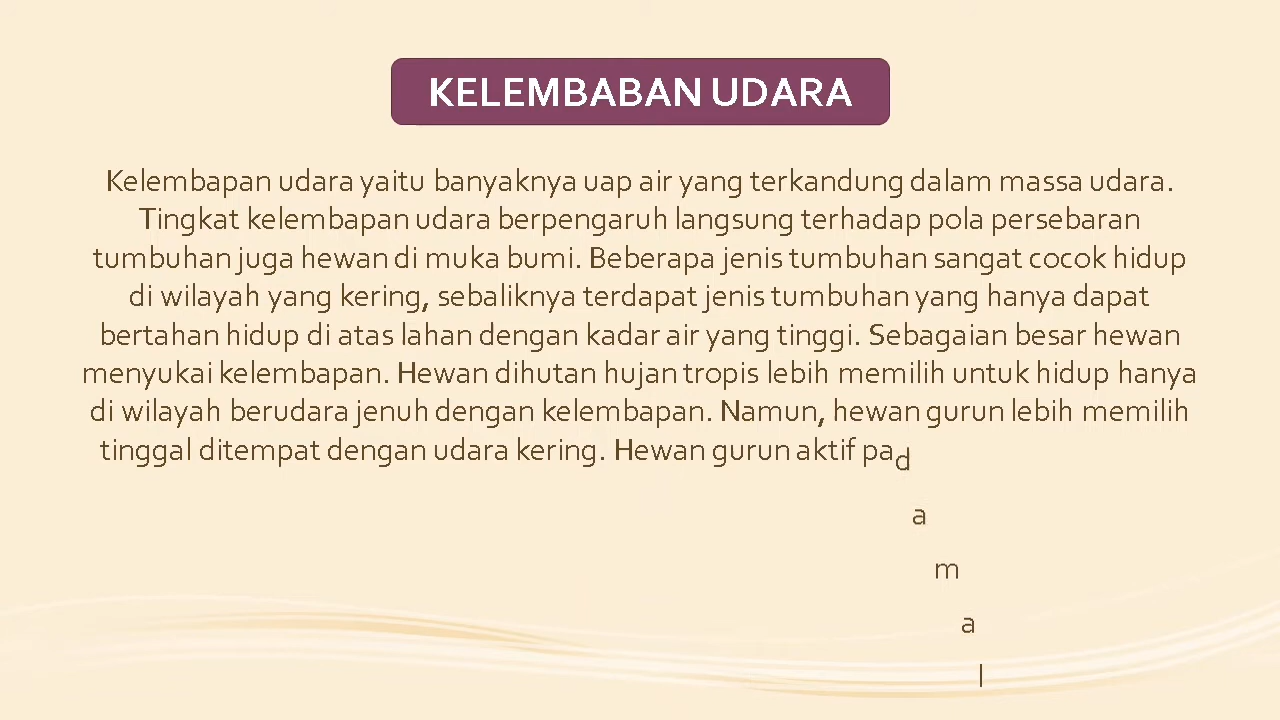 KELEMBABAN UDARA
Kelembapan udara yaitu banyaknya uap air yang terkandung dalam massa udara.
Tingkat kelembapan udara berpengaruh langsung terhadap pola persebaran
tumbuhan juga hewan di muka bumi. Beberapa jenis tumbuhan sangat cocok hidup
di wilayah yang kering, sebaliknya terdapat jenis tumbuhan yang hanya dapat
bertahan hidup di atas lahan dengan kadar air yang tinggi. Sebagaian besar hewan
menyukai kelembapan. Hewan dihutan hujan tropis lebih memilih untuk hidup hanya
di wilayah berudara jenuh dengan kelembapan. Namun, hewan gurun lebih memilih
tinggal ditempat dengan udara kering. Hewan gurun aktif pada mal